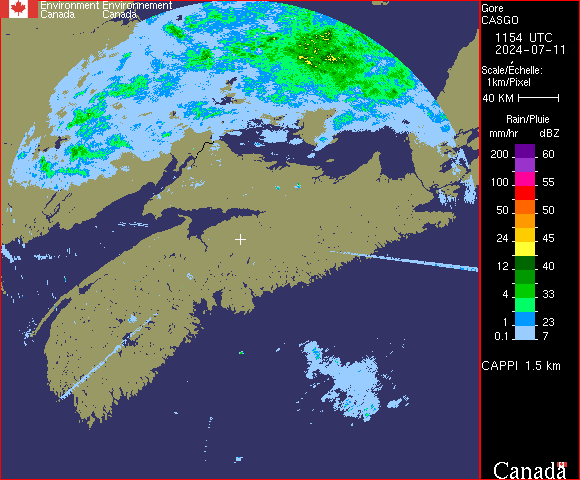 Environment Environnement
Canada Canada
Gore
CASGO
1154 UTC
2024-07-11
Scale/Échelle:
1km/Pixel
40 KM
Rain/Pluie
mm/hr dBZ
200 60
100 55
50 50
24 45
12 40
4 33
1 23
0.1 7
CAPPI 1.5 km
Canada